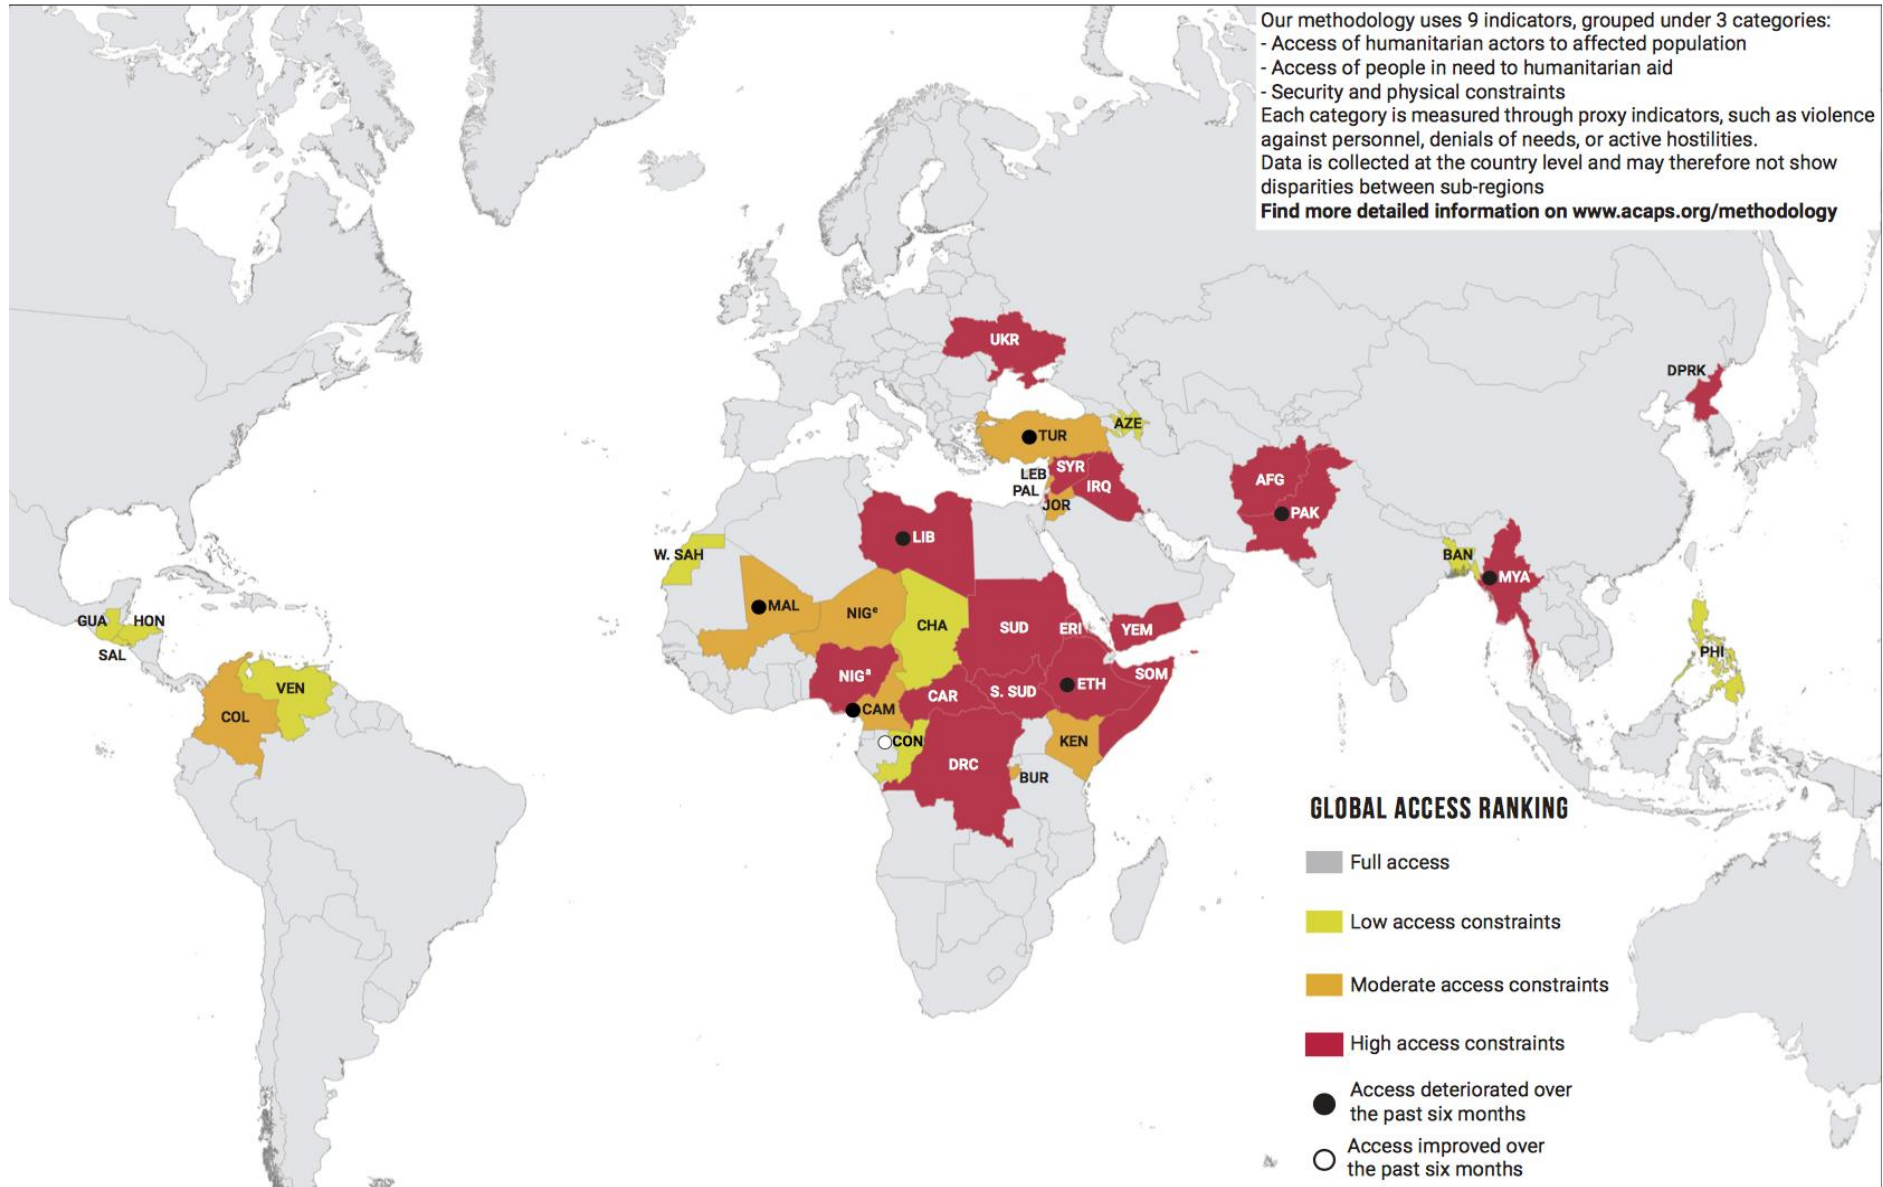 Our methodology uses 9 indicators, grouped under 3 categories:
- Access of humanitarian actors to affected population
- Access of people in need to humanitarian aid
- Security and physical constraints
Each category is measured through proxy indicators, such as violence
against personnel, denials of needs, or active hostilities.
Data is collected at the country level and may therefore not show
disparities between sub-regions
Find more detailed information on www.acaps.org/methodology
UKR
DPRK
AZE
TUR
LEB
SYR
PAL
IRQ
JOR
AFG
PAK
LIB
W. SAH
BAN
MYA
MAL
NIGᵉ
CHA
SUD
ERI
YEM
GUA
HON
SAL
PHI
NIGᵃ
ETH
SOM
VEN
CAR
S. SUD
COL
CAM
CON
KEN
DRC
BUR
GLOBAL ACCESS RANKING
Full access
Low access constraints
Moderate access constraints
High access constraints
Access deteriorated over
the past six months
Access improved over
the past six months